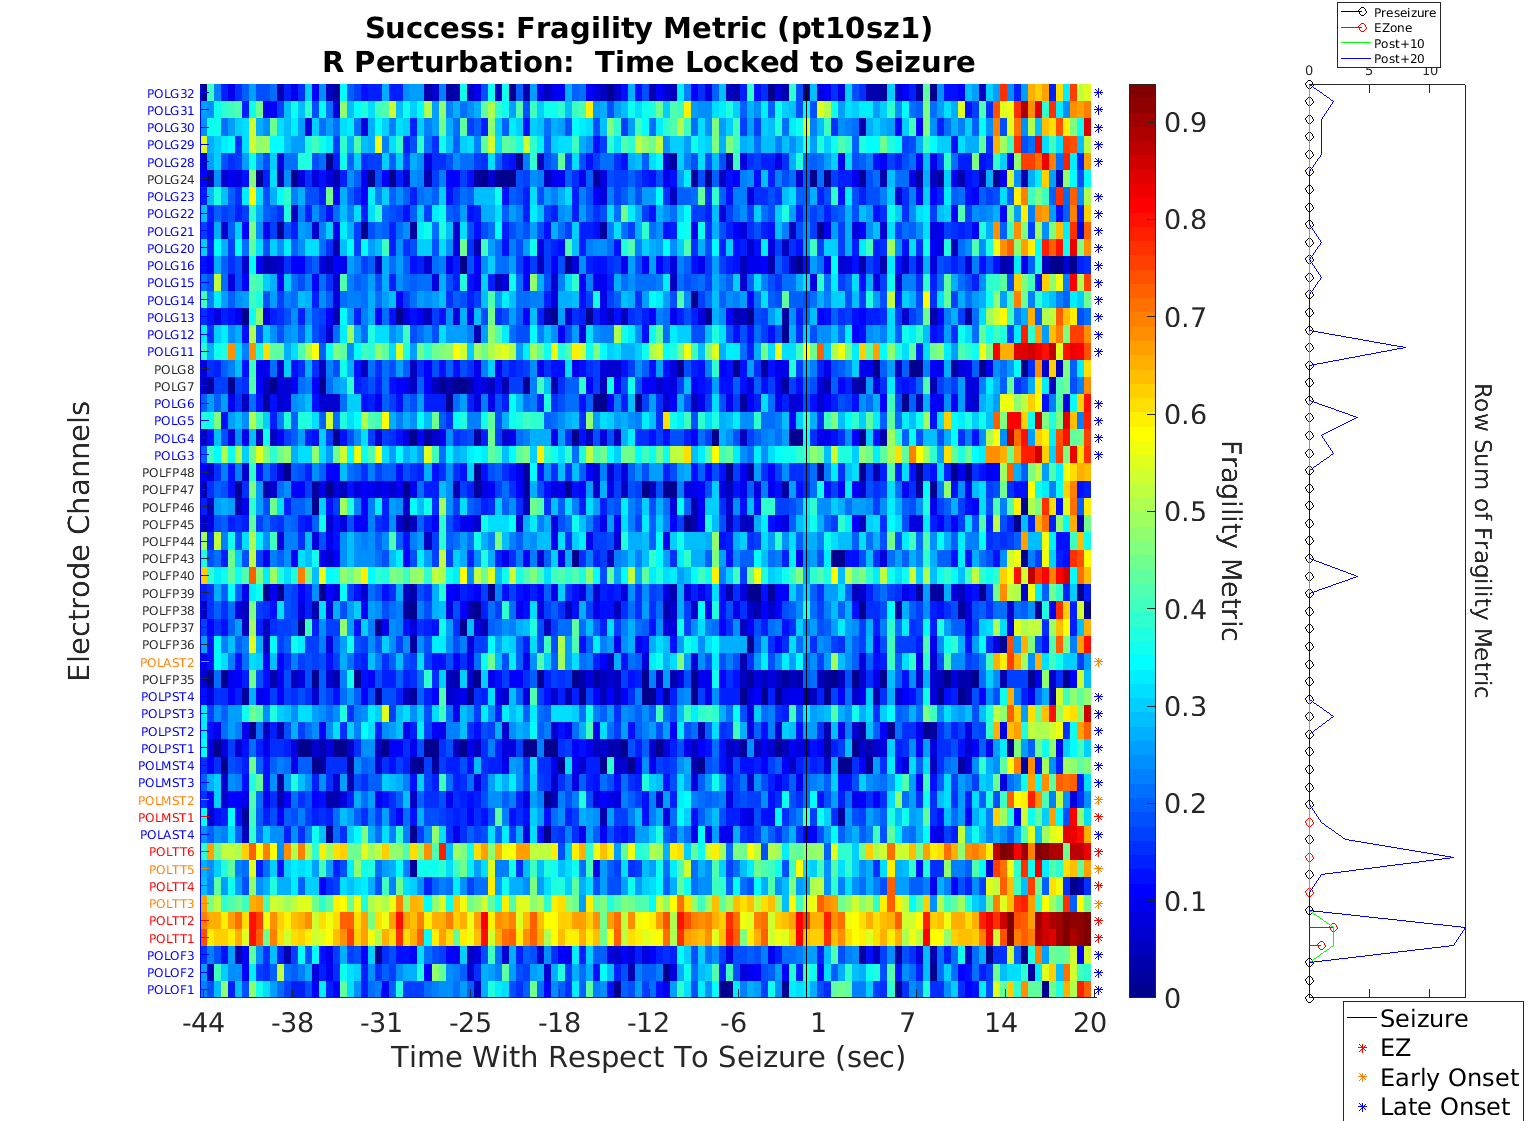 Success: Fragility Metric (pt10sz1)
R Perturbation:  Time Locked to Seizure
Electrode Channels
POLG32
POLG31
POLG30
POLG29
POLG28
POLG24
POLG23
POLG22
POLG21
POLG20
POLG16
POLG15
POLG14
POLG13
POLG12
POLG11
POLG8
POLG7
POLG6
POLG5
POLG4
POLG3
POLFP48
POLFP47
POLFP46
POLFP45
POLFP44
POLFP43
POLFP40
POLFP39
POLFP38
POLFP37
POLFP36
POLAST2
POLFP35
POLPST4
POLPST3
POLPST2
POLPST1
POLMST4
POLMST3
POLMST2
POLMST1
POLAST4
POLTT6
POLTT5
POLTT4
POLTT3
POLTT2
POLTT1
POLOF3
POLOF2
POLOF1
-44 -38 -31 -25 -18 -12 -6 1 7 14 20
Time With Respect To Seizure (sec)
0.9
0.8
0.7
0.6
0.5
0.4
0.3
0.2
0.1
0
Fragility Metric
Preseizure
EZone
Post+10
Post+20
0 5 10
Row Sum of Fragility Metric
Seizure
EZ
Early Onset
Late Onset